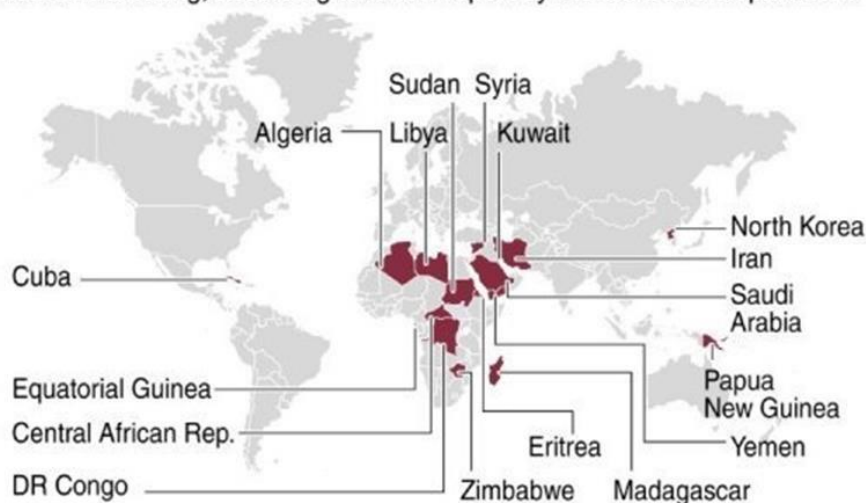 Sudan Syria
Algeria Libya Kuwait
North Korea
Iran
Cuba
Saudi
Arabia
Equatorial Guinea
Papua
New Guinea
Central African Rep.
Eritrea
Yemen
DR Congo
Zimbabwe Madagascar